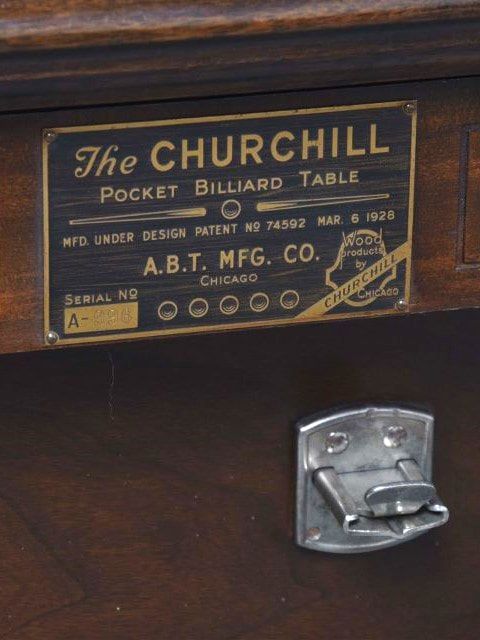 The CHURCHILL
POCKET BILLIARD TABLE
MFD. UNDER DESIGN PATENT Nº 74592 MAR. 6 1928
A.B.T. MFG. CO.
CHICAGO
Wood
products
by
CHURCHILL
CHICAGO
SERIAL Nº
A-